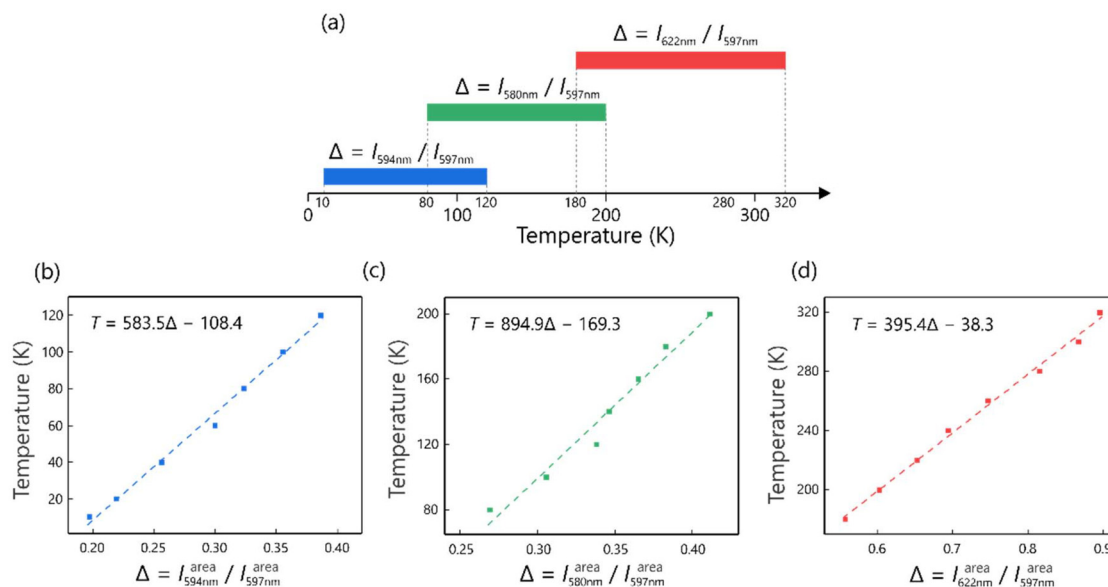 (a)
Δ = I622nm / I597nm
Δ = I580nm / I597nm
Δ = I594nm / I597nm
0 10 80 100 120 180 200 280 300 320
Temperature (K)
(b)
T = 583.5Δ − 108.4
120
100
80
60
40
20
0.20 0.25 0.30 0.35 0.40
Temperature (K)
Δ = I594nm^area / I597nm^area
(c)
T = 894.9Δ − 169.3
200
160
120
80
0.25 0.30 0.35 0.40
Temperature (K)
Δ = I580nm^area / I597nm^area
(d)
T = 395.4Δ − 38.3
320
280
240
200
0.6 0.7 0.8 0.9
Temperature (K)
Δ = I622nm^area / I597nm^area